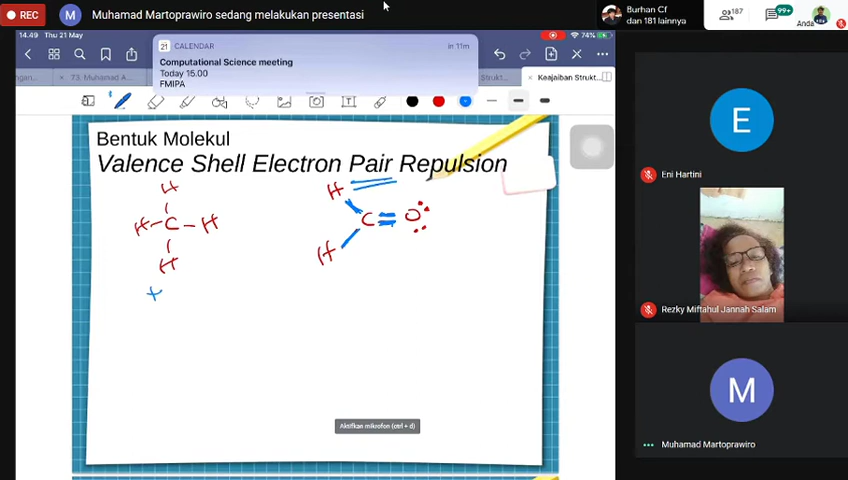 REC
M
Muhamad Martoprawiro sedang melakukan presentasi
Burhan Cf
dan 181 lainnya
187
99+
Anda
14.49 Thu 21 May
74%
21 CALENDAR
in 11m
Computational Science meeting
Today 15.00
FMIPA
73. Muhamad A...
Keajaiban Strukt...
Bentuk Molekul
Valence Shell Electron Pair Repulsion
H
H-C-H
H
H
C=O
H
E
Eni Hartini
Rezky Miftahul Jannah Salam
M
Muhamad Martoprawiro
Aktifkan mikrofon (ctrl + d)